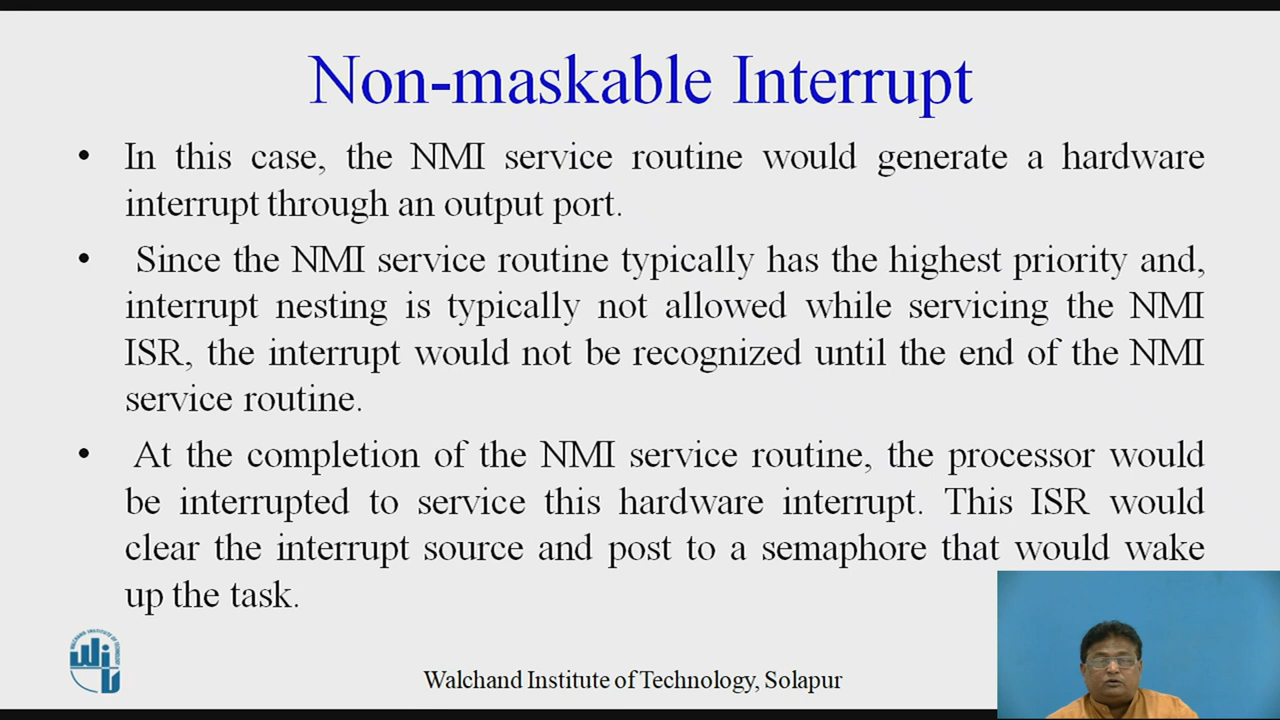 Non-maskable Interrupt
• In this case, the NMI service routine would generate a hardware
interrupt through an output port.
• Since the NMI service routine typically has the highest priority and,
interrupt nesting is typically not allowed while servicing the NMI
ISR, the interrupt would not be recognized until the end of the NMI
service routine.
• At the completion of the NMI service routine, the processor would
be interrupted to service this hardware interrupt. This ISR would
clear the interrupt source and post to a semaphore that would wake
up the task.
Walchand Institute of Technology, Solapur